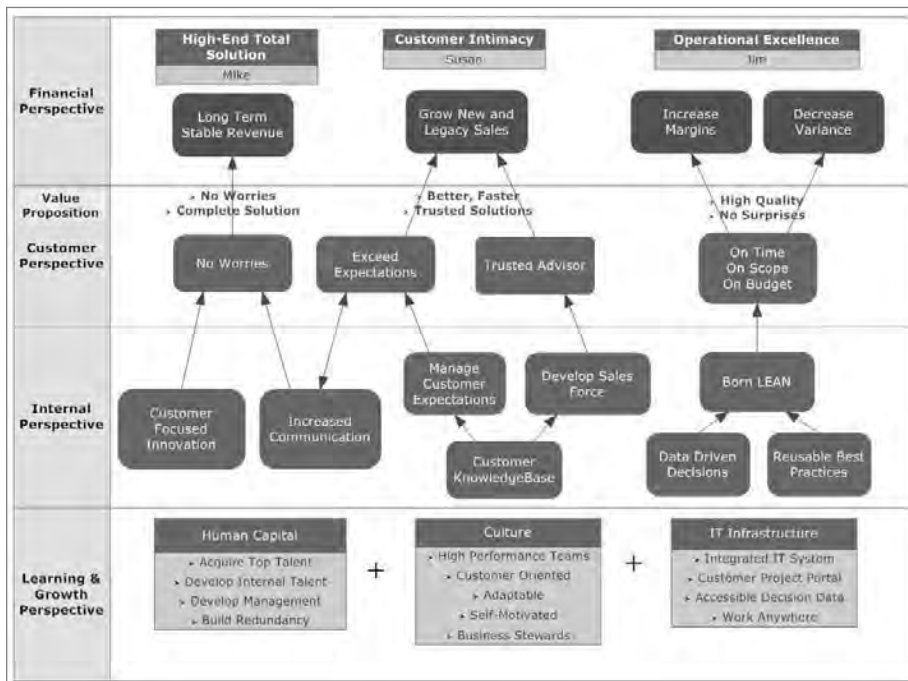 High-End Total
Solution
Mike
Customer Intimacy
Susan
Operational Excellence
Jim
Financial
Perspective
Long Term
Stable Revenue
Grow New and
Legacy Sales
Increase
Margins
Decrease
Variance
Value
Proposition
➤ No Worries
➤ Complete Solution
➤ Better, Faster
➤ Trusted Solutions
➤ High Quality
➤ No Surprises
Customer
Perspective
No Worries
Exceed
Expectations
Trusted Advisor
On Time
On Scope
On Budget
Internal
Perspective
Customer
Focused
Innovation
Increased
Communication
Manage
Customer
Expectations
Develop Sales
Force
Customer
KnowledgeBase
Born LEAN
Data Driven
Decisions
Reusable Best
Practices
Learning &
Growth
Perspective
Human Capital
➤ Acquire Top Talent
➤ Develop Internal Talent
➤ Develop Management
➤ Build Redundancy
+
Culture
➤ High Performance Teams
➤ Customer Oriented
➤ Adaptable
➤ Self-Motivated
➤ Business Stewards
+
IT Infrastructure
➤ Integrated IT System
➤ Customer Project Portal
➤ Accessible Decision Data
➤ Work Anywhere